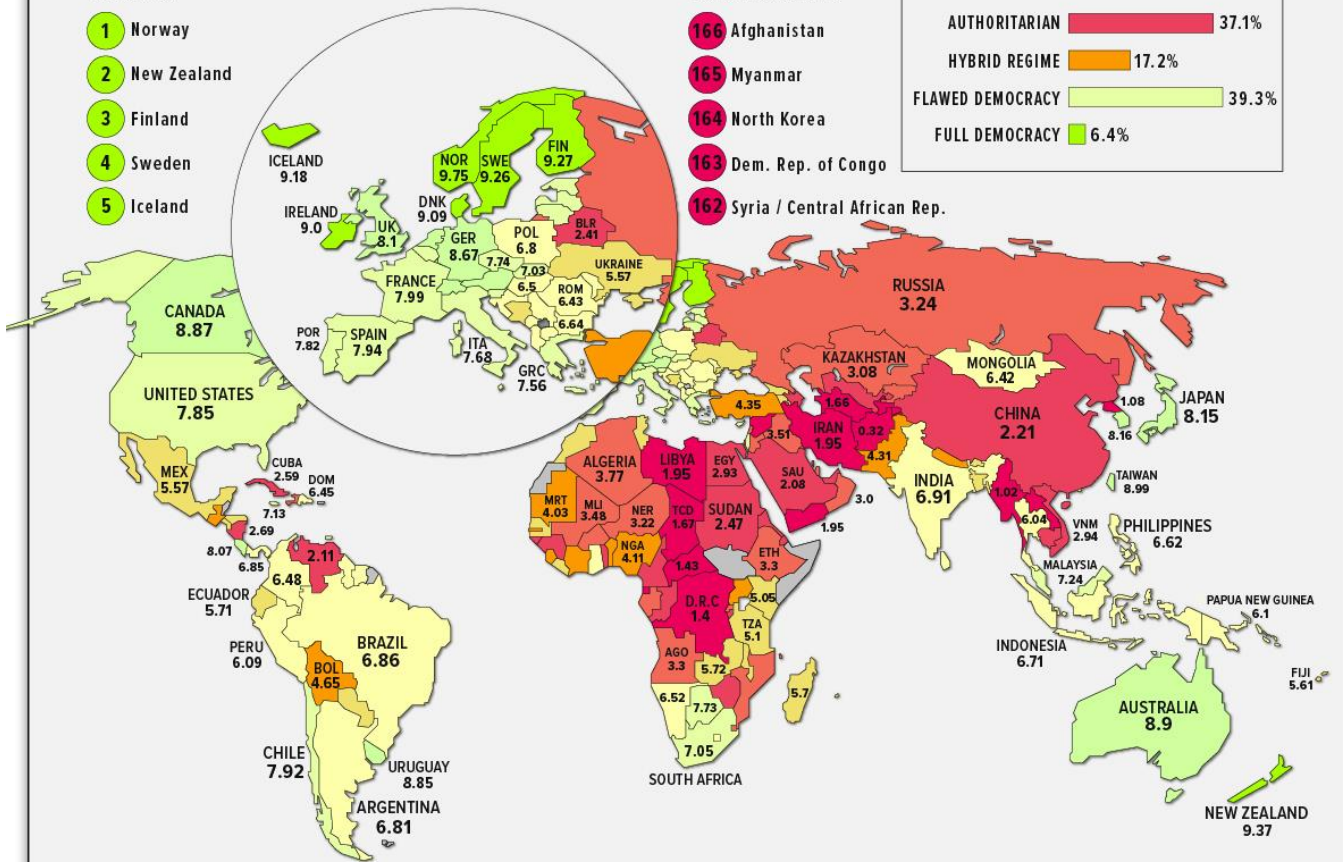 1 Norway
2 New Zealand
3 Finland
4 Sweden
5 Iceland
166 Afghanistan
165 Myanmar
164 North Korea
163 Dem. Rep. of Congo
162 Syria / Central African Rep.
AUTHORITARIAN 37.1%
HYBRID REGIME 17.2%
FLAWED DEMOCRACY 39.3%
FULL DEMOCRACY 6.4%
ICELAND
9.18
NOR
9.75
SWE
9.26
FIN
9.27
IRELAND
9.0
UK
8.1
DNK
9.09
GER
8.67
POL
6.8
BLR
2.41
7.74
7.03
UKRAINE
5.57
FRANCE
7.99
6.5
ROM
6.43
6.64
POR
7.82
SPAIN
7.94
ITA
7.68
GRC
7.56
CANADA
8.87
UNITED STATES
7.85
MEX
5.57
CUBA
2.59
DOM
6.45
7.13
2.69
8.07
6.85
2.11
6.48
ECUADOR
5.71
PERU
6.09
BRAZIL
6.86
BOL
4.65
CHILE
7.92
URUGUAY
8.85
ARGENTINA
6.81
RUSSIA
3.24
KAZAKHSTAN
3.08
MONGOLIA
6.42
CHINA
2.21
1.08
JAPAN
8.15
8.16
TAIWAN
8.99
4.35
1.66
3.51
IRAN
1.95
0.32
4.31
INDIA
6.91
SAU
2.08
3.0
1.95
1.02
6.04
VNM
2.94
PHILIPPINES
6.62
MALAYSIA
7.24
INDONESIA
6.71
PAPUA NEW GUINEA
6.1
FIJI
5.61
AUSTRALIA
8.9
NEW ZEALAND
9.37
ALGERIA
3.77
LIBYA
1.95
EGY
2.93
MRT
4.03
MLI
3.48
NER
3.22
TCD
1.67
SUDAN
2.47
NGA
4.11
ETH
3.3
1.43
D.R.C
1.4
5.05
TZA
5.1
AGO
3.3
5.72
6.52
7.73
5.7
7.05
SOUTH AFRICA